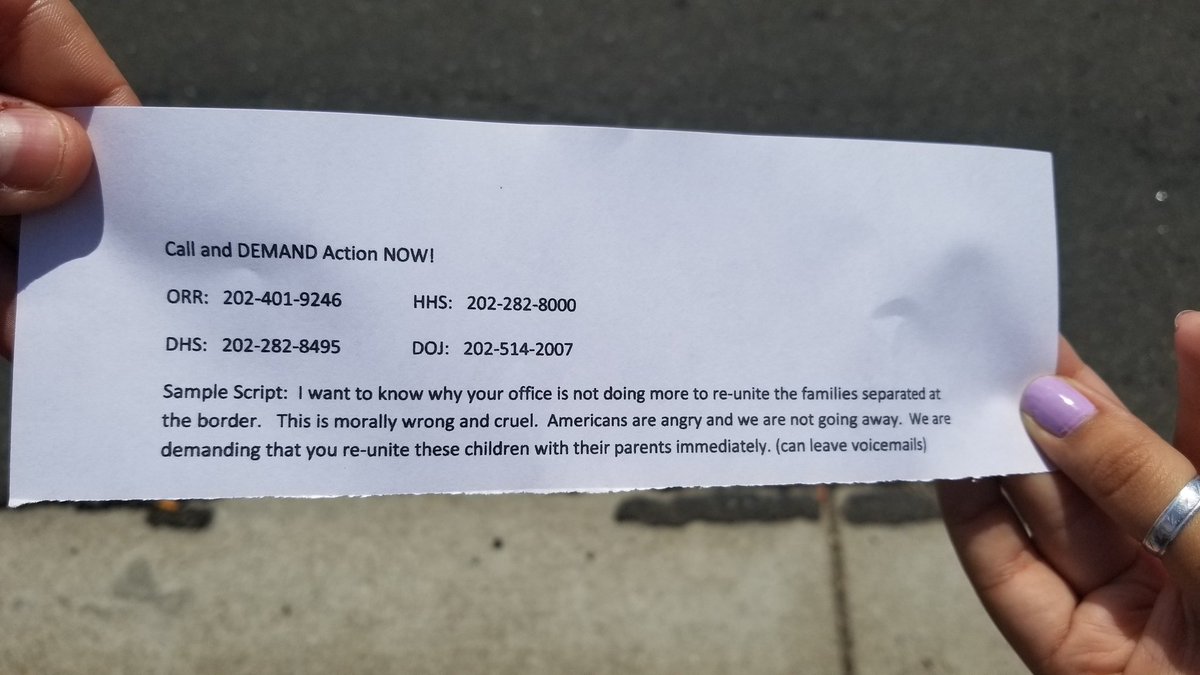 Call and DEMAND Action NOW!
ORR: 202-401-9246 HHS: 202-282-8000
DHS: 202-282-8495 DOJ: 202-514-2007
Sample Script: I want to know why your office is not doing more to re-unite the families separated at
the border. This is morally wrong and cruel. Americans are angry and we are not going away. We are
demanding that you re-unite these children with their parents immediately. (can leave voicemails)